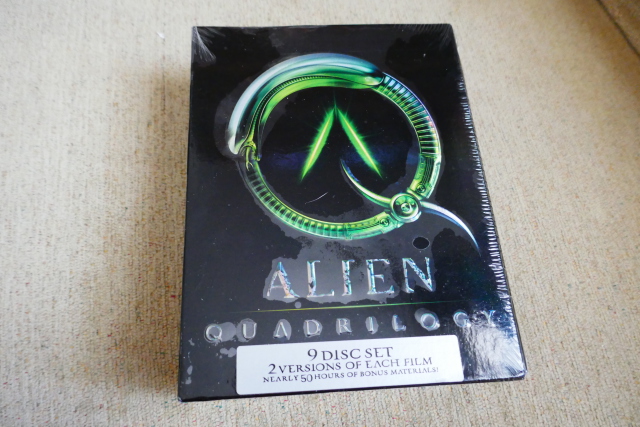 ALIEN
QUADRILOGY
9 DISC SET
2 VERSIONS OF EACH FILM
NEARLY 50 HOURS OF BONUS MATERIALS!